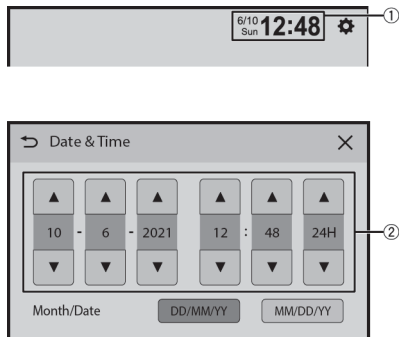 6/10
Sun 12:48
①
Date & Time
10 - 6 - 2021 12 : 48 24H
②
Month/Date DD/MM/YY MM/DD/YY